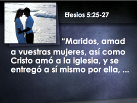 Efesios 5:25-27
“Maridos, amad
a vuestras mujeres, así como
Cristo amó a la iglesia, y se
entregó a sí mismo por ella, ...